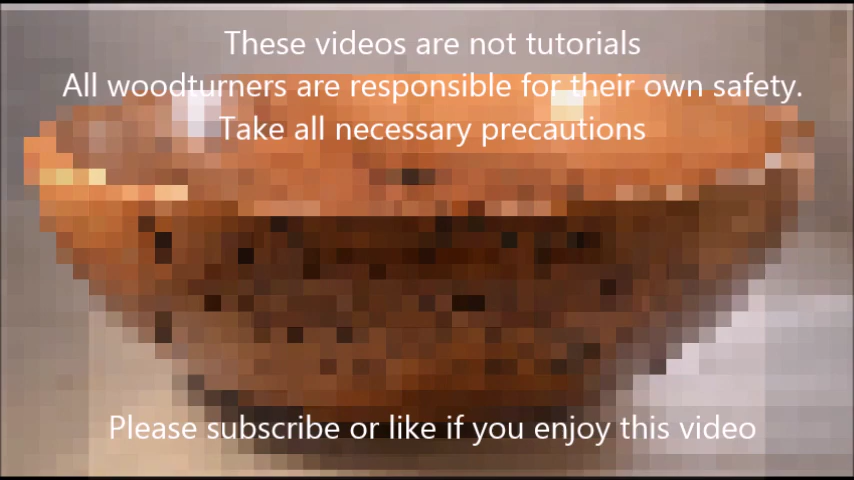 These videos are not tutorials
All woodturners are responsible for their own safety.
Take all necessary precautions
Please subscribe or like if you enjoy this video